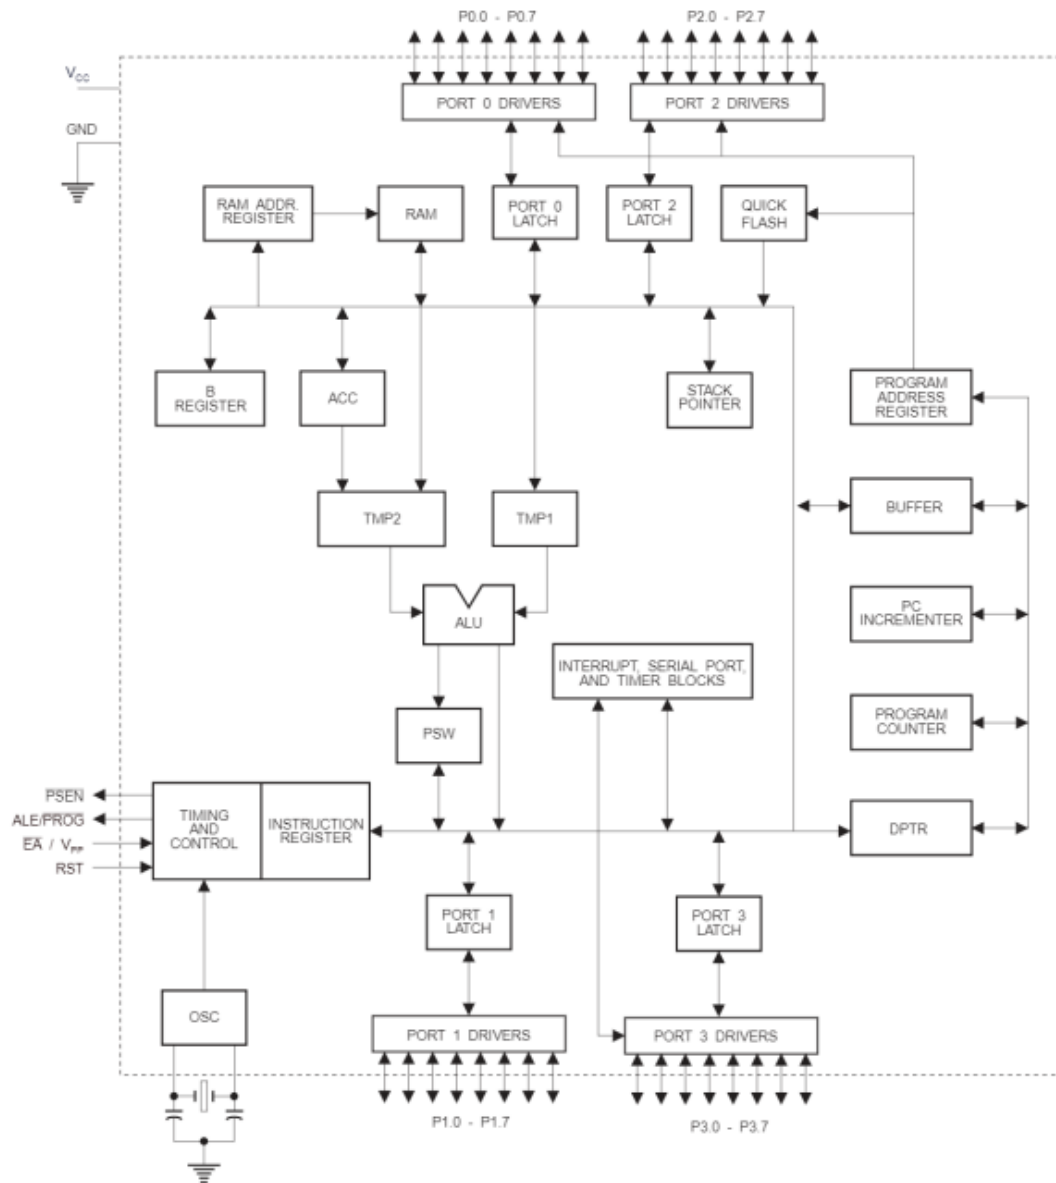 P0.0 - P0.7
P2.0 - P2.7
VCC
GND
PORT 0 DRIVERS
PORT 2 DRIVERS
RAM ADDR.
REGISTER
RAM
PORT 0
LATCH
PORT 2
LATCH
QUICK
FLASH
B
REGISTER
ACC
STACK
POINTER
PROGRAM
ADDRESS
REGISTER
TMP2
TMP1
BUFFER
ALU
PC
INCREMENTER
INTERRUPT, SERIAL PORT,
AND TIMER BLOCKS
PSW
PROGRAM
COUNTER
PSEN
ALE/PROG
EA / VPP
RST
TIMING
AND
CONTROL
INSTRUCTION
REGISTER
DPTR
PORT 1
LATCH
PORT 3
LATCH
OSC
PORT 1 DRIVERS
PORT 3 DRIVERS
P1.0 - P1.7
P3.0 - P3.7